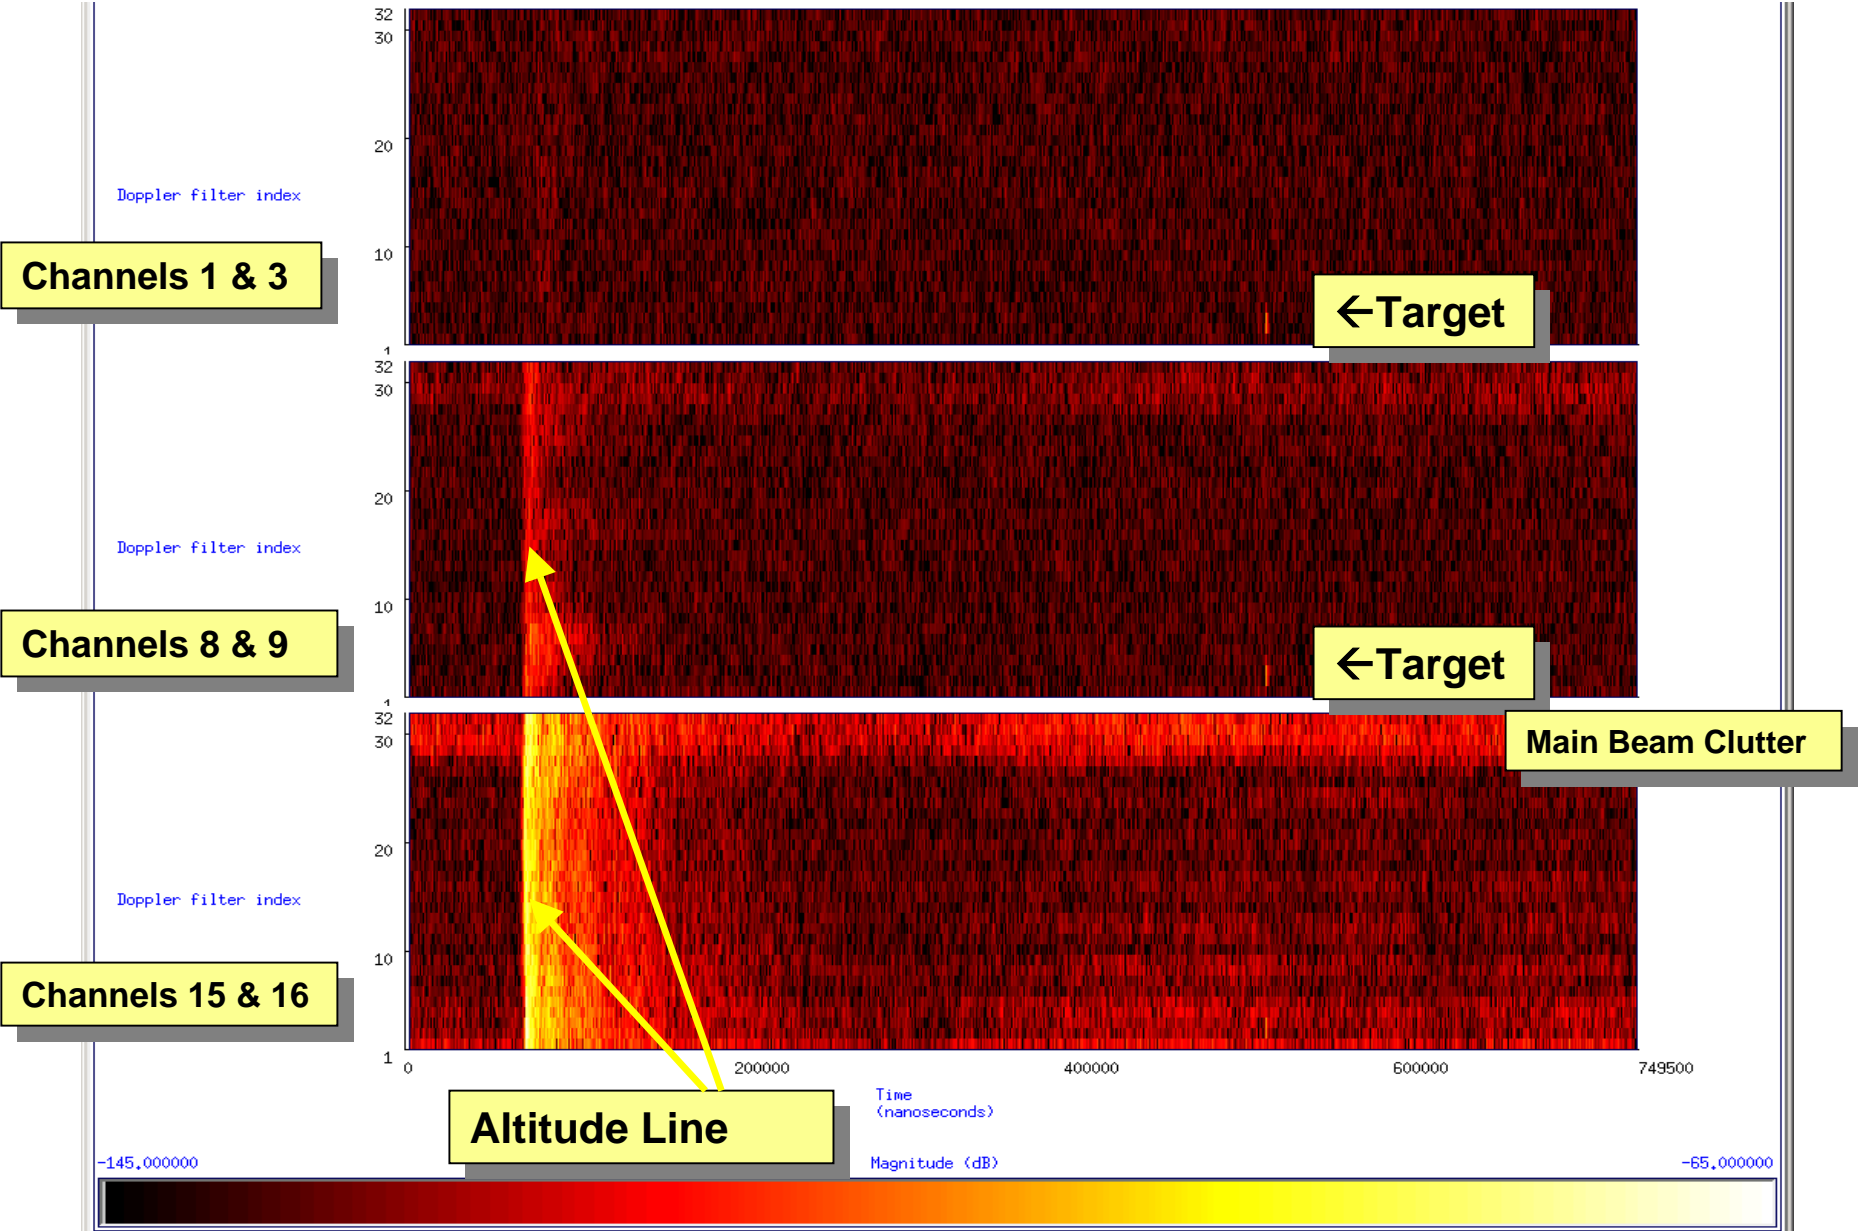 32
30
20
Doppler filter index
10
Channels 1 & 3
←Target
1
32
30
20
Doppler filter index
10
Channels 8 & 9
←Target
1
32
30
Main Beam Clutter
20
Doppler filter index
10
Channels 15 & 16
1
0 200000 400000 600000 749500
Time
(nanoseconds)
Altitude Line
-145.000000 Magnitude (dB) -65.000000